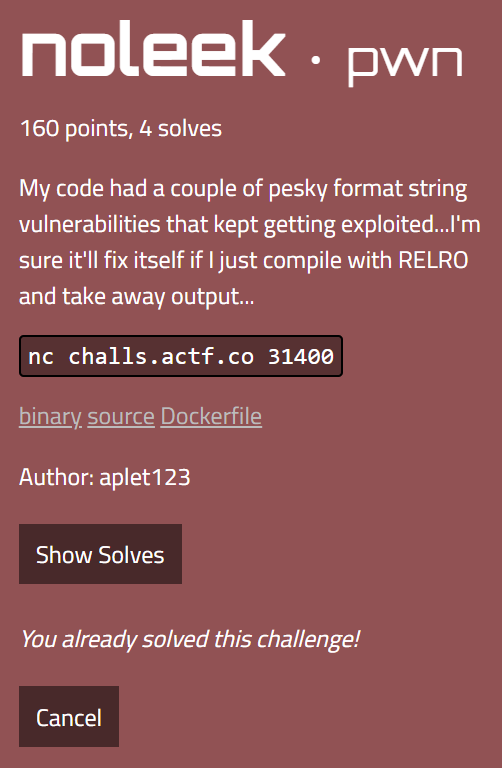 noleek · pwn
160 points, 4 solves
My code had a couple of pesky format string
vulnerabilities that kept getting exploited...I'm
sure it'll fix itself if I just compile with RELRO
and take away output...
nc challs.actf.co 31400
binary source Dockerfile
Author: aplet123
Show Solves
You already solved this challenge!
Cancel